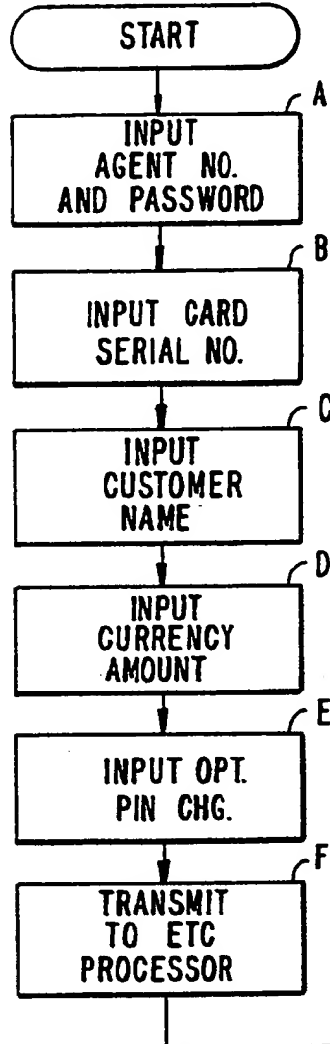 START
A
INPUT
AGENT NO.
AND PASSWORD
B
INPUT CARD
SERIAL NO.
C
INPUT
CUSTOMER
NAME
D
INPUT
CURRENCY
AMOUNT
E
INPUT OPT.
PIN CHG.
F
TRANSMIT
TO ETC
PROCESSOR